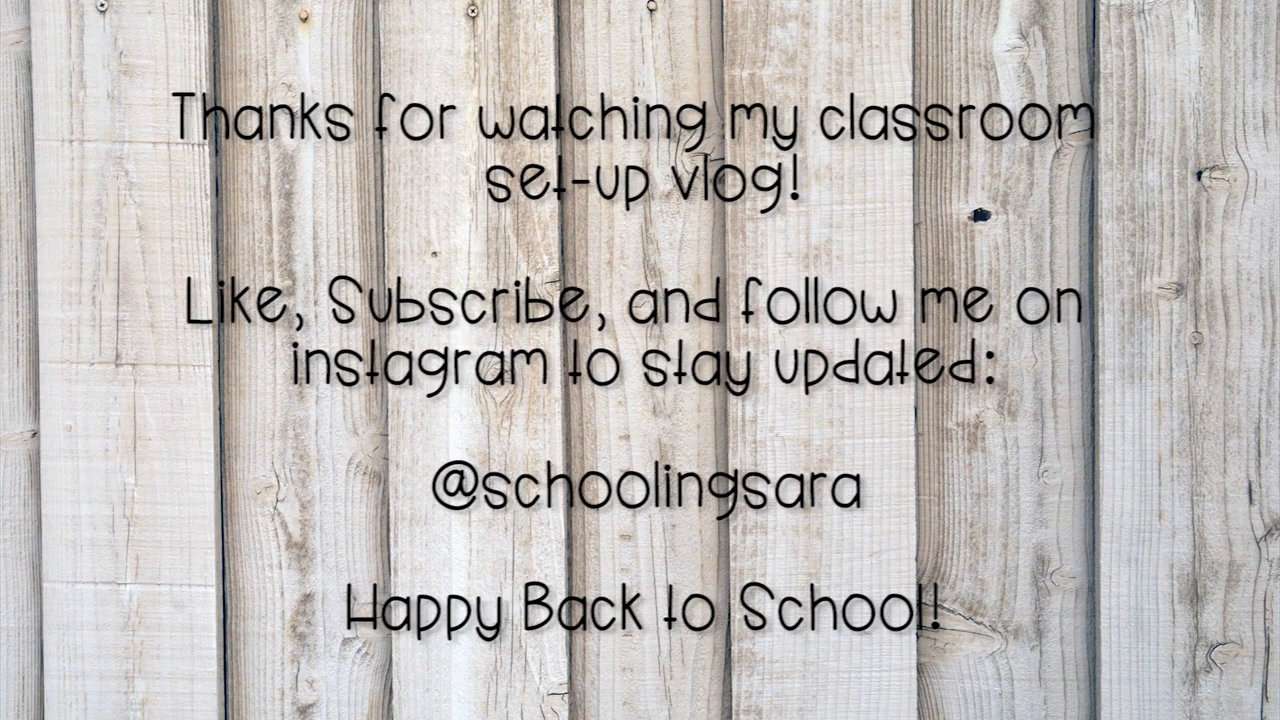 Thanks for watching my classroom
set-up vlog!
Like, Subscribe, and follow me on
instagram to stay updated:
@schoolingsara
Happy Back to School!